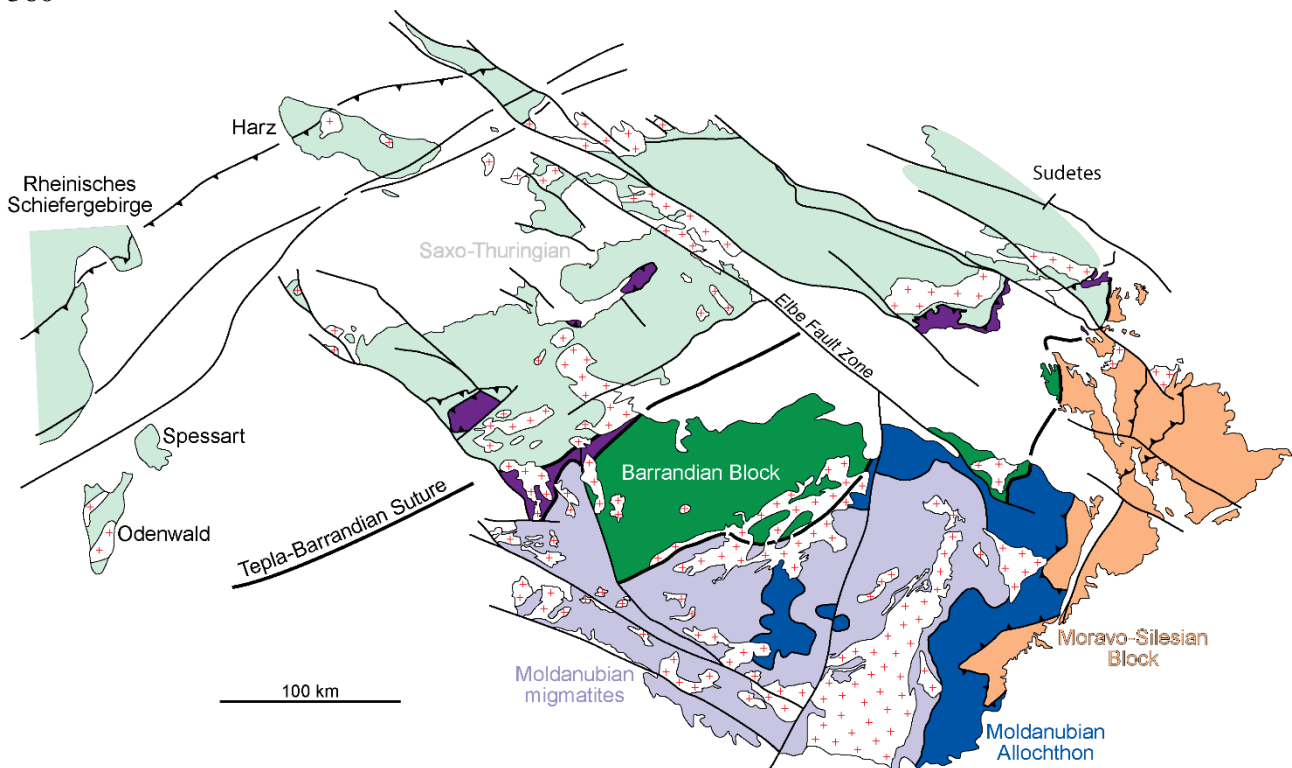 Harz
Rheinisches
Schiefergebirge
Sudetes
Saxo-Thuringian
Elbe Fault Zone
Spessart
Barrandian Block
Odenwald
Tepla-Barrandian Suture
Moravo-Silesian
Block
Moldanubian
migmatites
100 km
Moldanubian
Allochthon